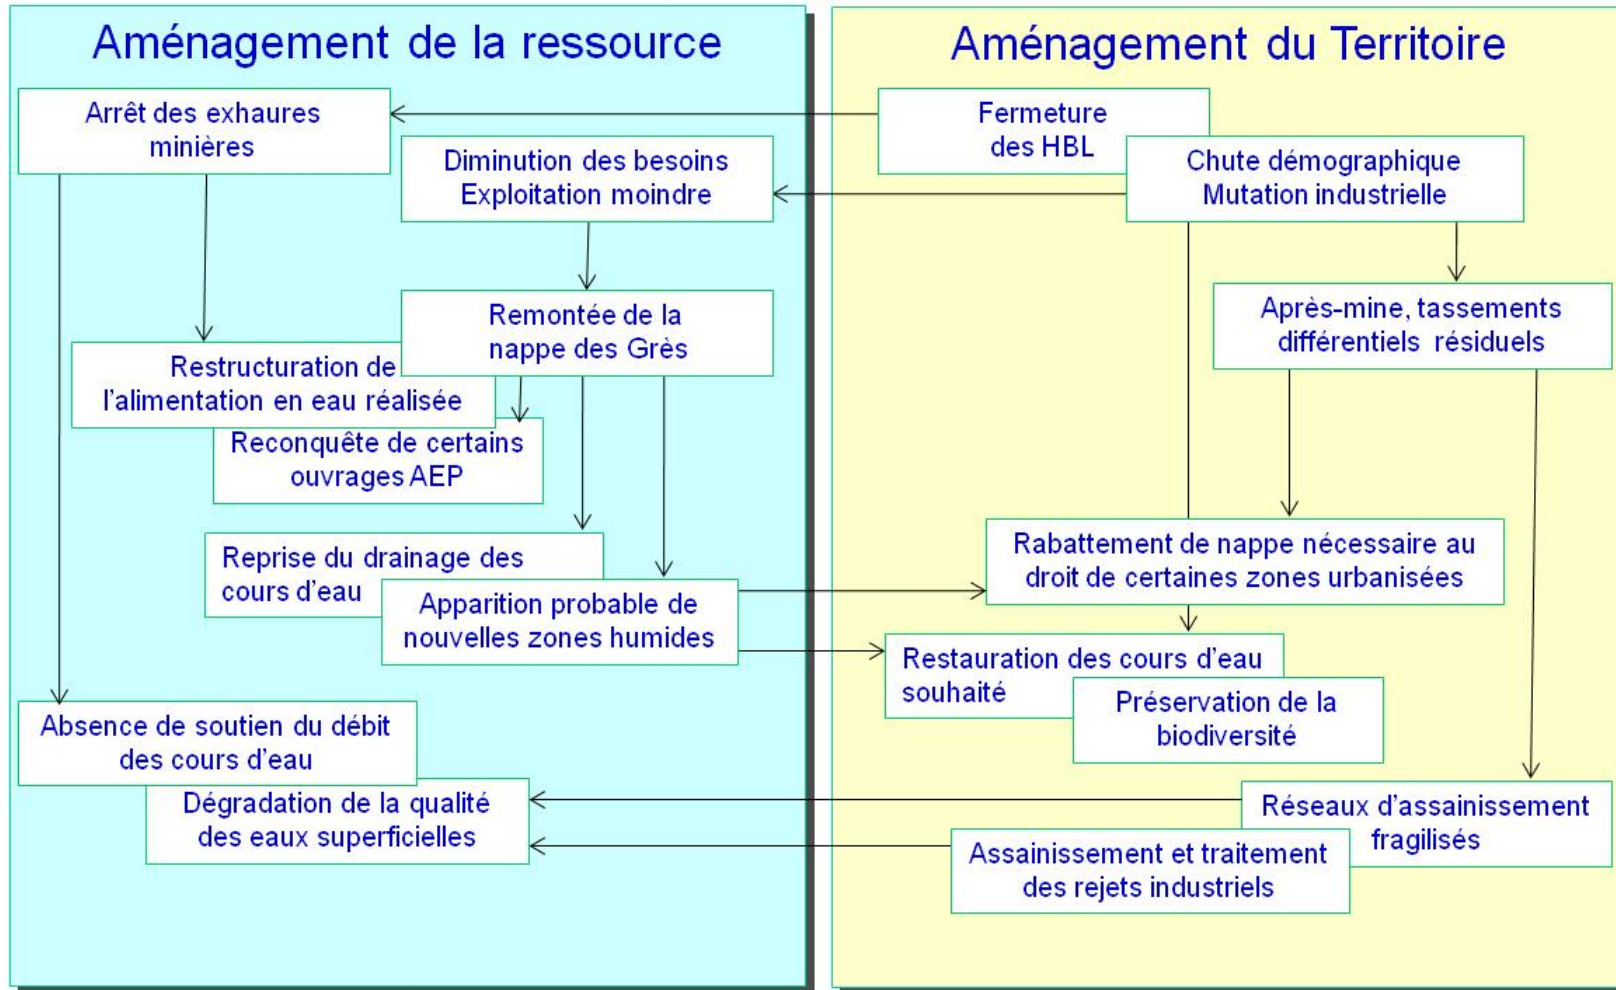 Aménagement de la ressource
Arrêt des exhaures
minières
Diminution des besoins
Exploitation moindre
Remontée de la
nappe des Grès
Restructuration de
l'alimentation en eau réalisée
Reconquête de certains
ouvrages AEP
Reprise du drainage des
cours d'eau
Apparition probable de
nouvelles zones humides
Absence de soutien du débit
des cours d'eau
Dégradation de la qualité
des eaux superficielles
Aménagement du Territoire
Fermeture
des HBL
Chute démographique
Mutation industrielle
Après-mine, tassements
différentiels résiduels
Rabattement de nappe nécessaire au
droit de certaines zones urbanisées
Restauration des cours d'eau
souhaité
Préservation de la
biodiversité
Réseaux d'assainissement
fragilisés
Assainissement et traitement
des rejets industriels